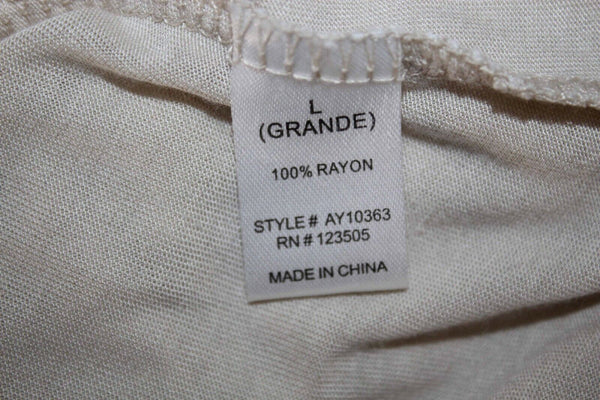 L
(GRANDE)
100% RAYON
STYLE# AY10363
RN#123505
MADE IN CHINA